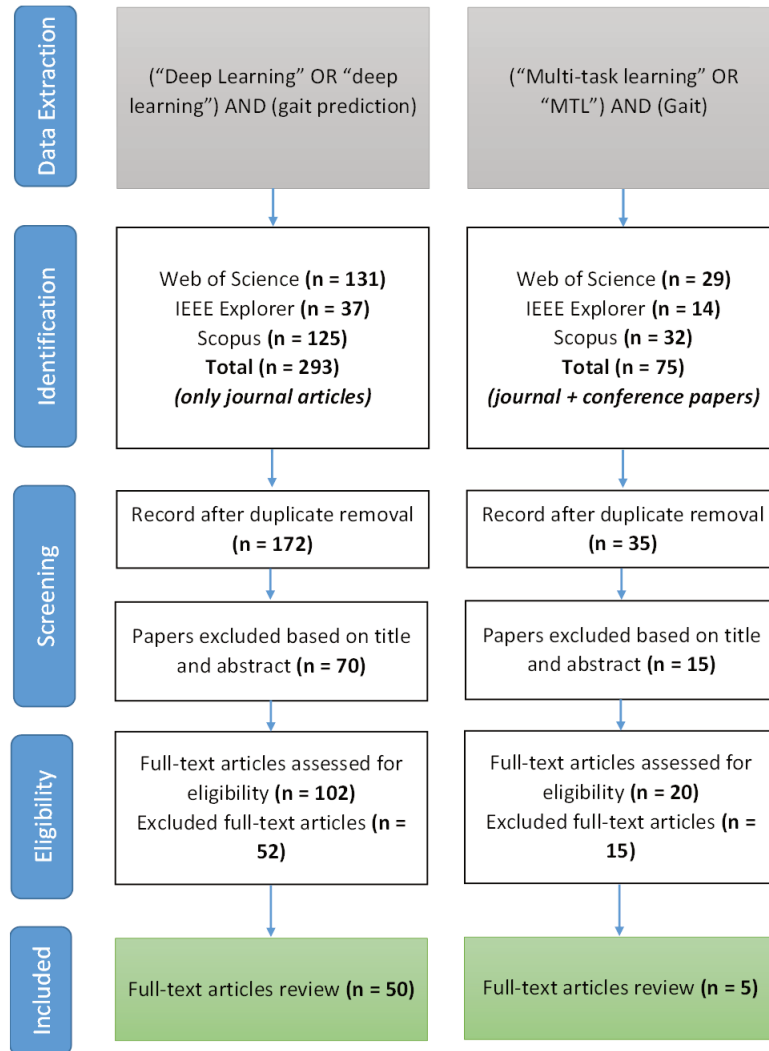 Data Extraction
(“Deep Learning” OR “deep
learning”) AND (gait prediction)
(“Multi-task learning” OR
“MTL”) AND (Gait)
Identification
Web of Science (n = 131)
IEEE Explorer (n = 37)
Scopus (n = 125)
Total (n = 293)
(only journal articles)
Web of Science (n = 29)
IEEE Explorer (n = 14)
Scopus (n = 32)
Total (n = 75)
(journal + conference papers)
Screening
Record after duplicate removal
(n = 172)
Record after duplicate removal
(n = 35)
Papers excluded based on title
and abstract (n = 70)
Papers excluded based on title
and abstract (n = 15)
Eligibility
Full-text articles assessed for
eligibility (n = 102)
Excluded full-text articles (n =
52)
Full-text articles assessed for
eligibility (n = 20)
Excluded full-text articles (n =
15)
Included
Full-text articles review (n = 50)
Full-text articles review (n = 5)